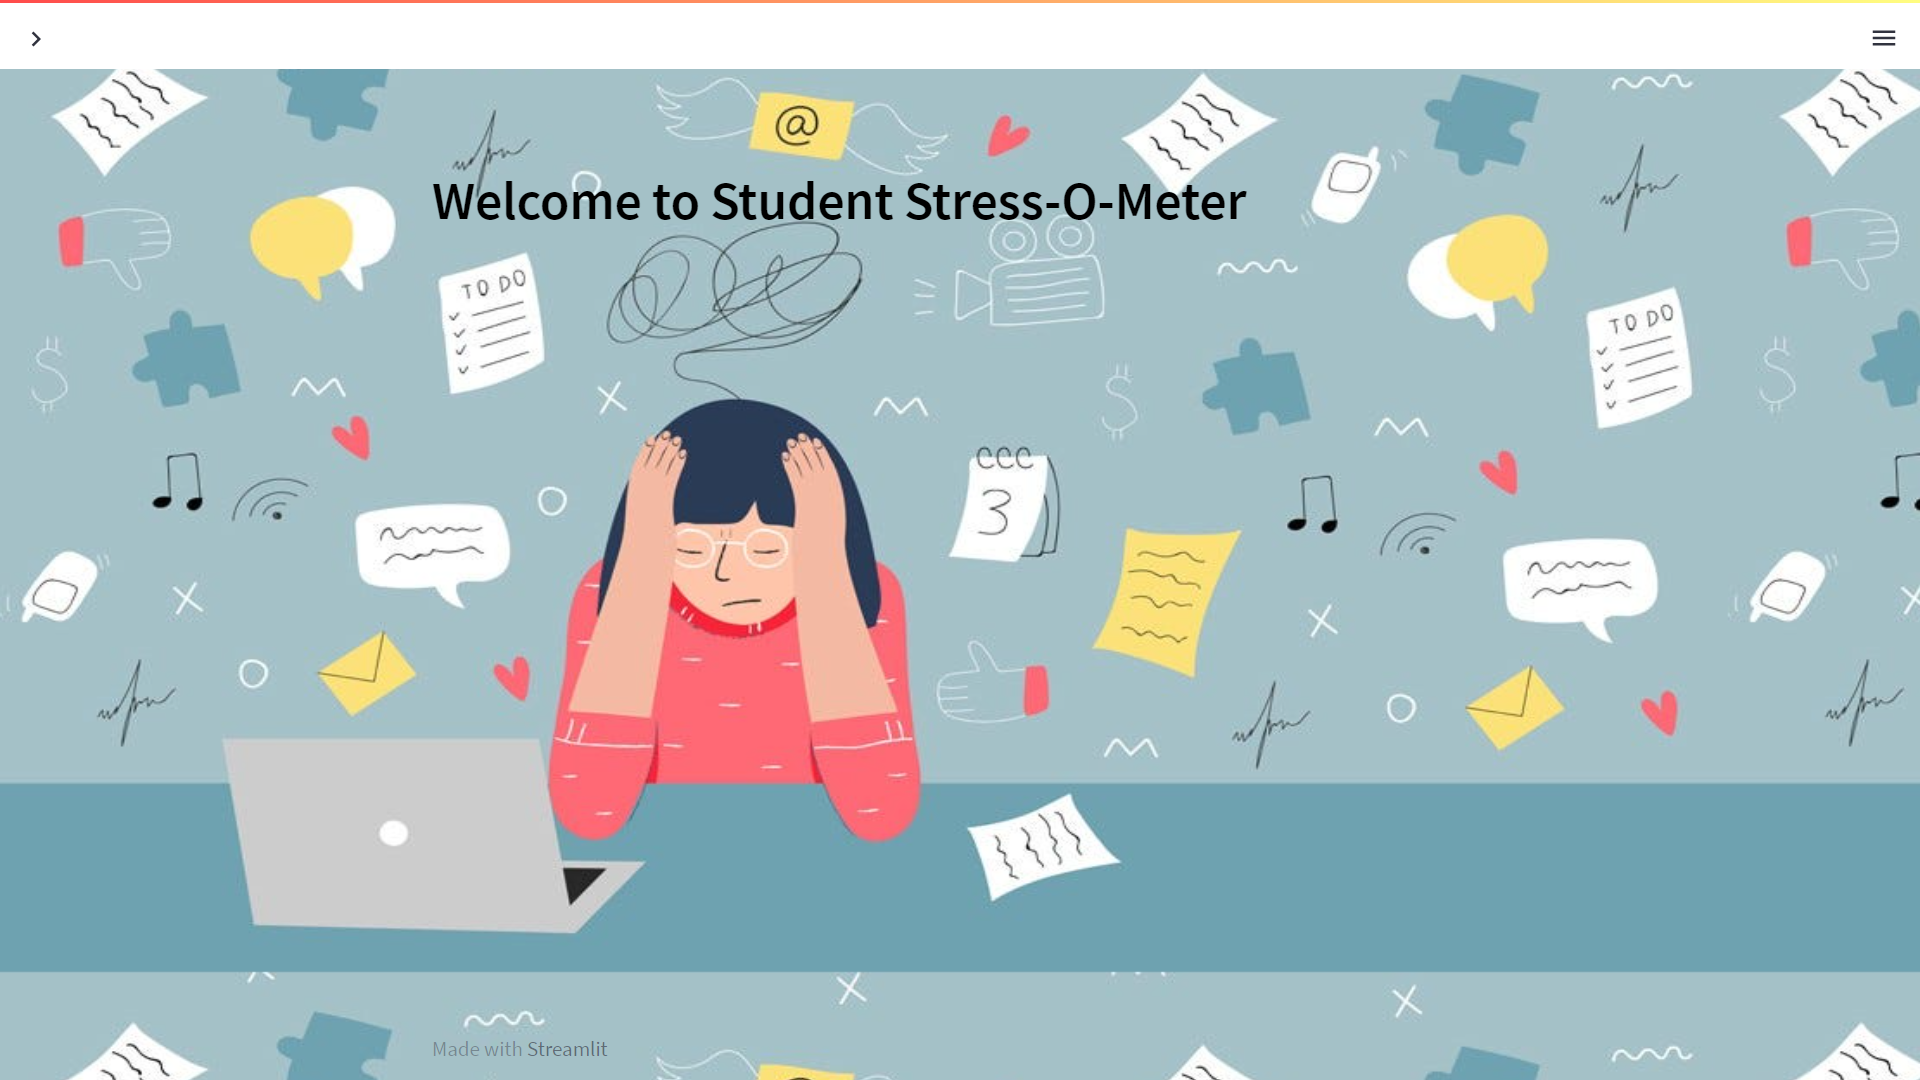 @
Welcome to Student Stress-O-Meter
TO DO
TO DO
3
Made with Streamlit